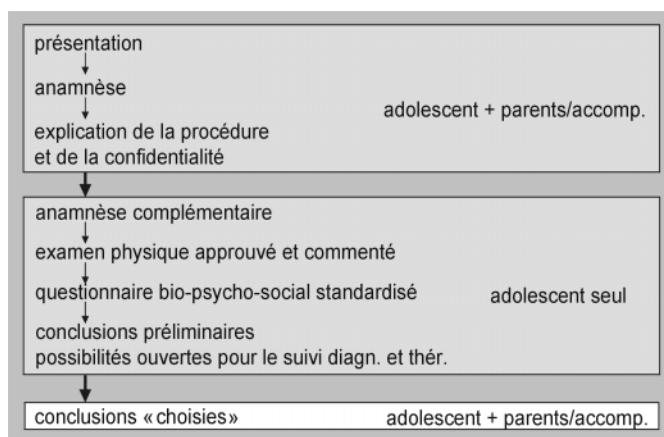 présentation
anamnèse
adolescent + parents/accomp.
explication de la procédure
et de la confidentialité
anamnèse complémentaire
examen physique approuvé et commenté
questionnaire bio-psycho-social standardisé adolescent seul
conclusions préliminaires
possibilités ouvertes pour le suivi diagn. et thér.
conclusions «choisies» adolescent + parents/accomp.